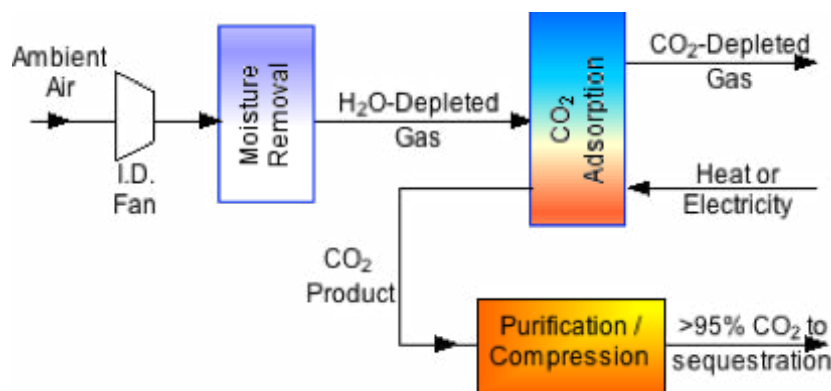 Ambient
Air
I.D.
Fan
Moisture
Removal
H₂O-Depleted
Gas
CO₂
Adsorption
CO₂-Depleted
Gas
Heat or
Electricity
CO₂
Product
Purification /
Compression
>95% CO₂ to
sequestration